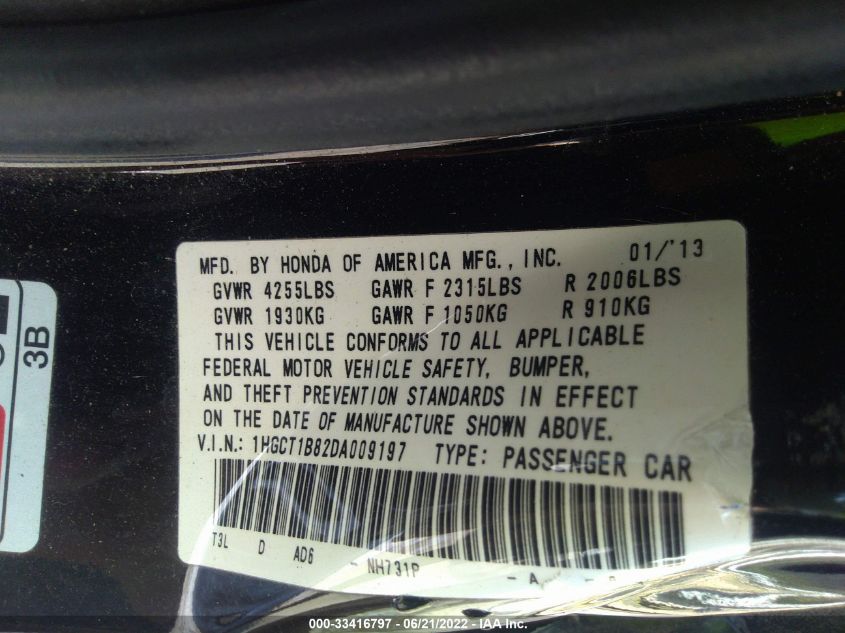 MFD. BY HONDA OF AMERICA MFG., INC. 01/'13
GVWR 4255LBS GAWR F 2315LBS R 2006LBS
GVWR 1930KG GAWR F 1050KG R 910KG
THIS VEHICLE CONFORMS TO ALL APPLICABLE
FEDERAL MOTOR VEHICLE SAFETY, BUMPER,
AND THEFT PREVENTION STANDARDS IN EFFECT
ON THE DATE OF MANUFACTURE SHOWN ABOVE.
V.I.N.: 1HGCT1B82DA009197 TYPE: PASSENGER CAR
T3L D AD6 - NH731P - A
3B
000-33416797 - 06/21/2022 - IAA Inc.